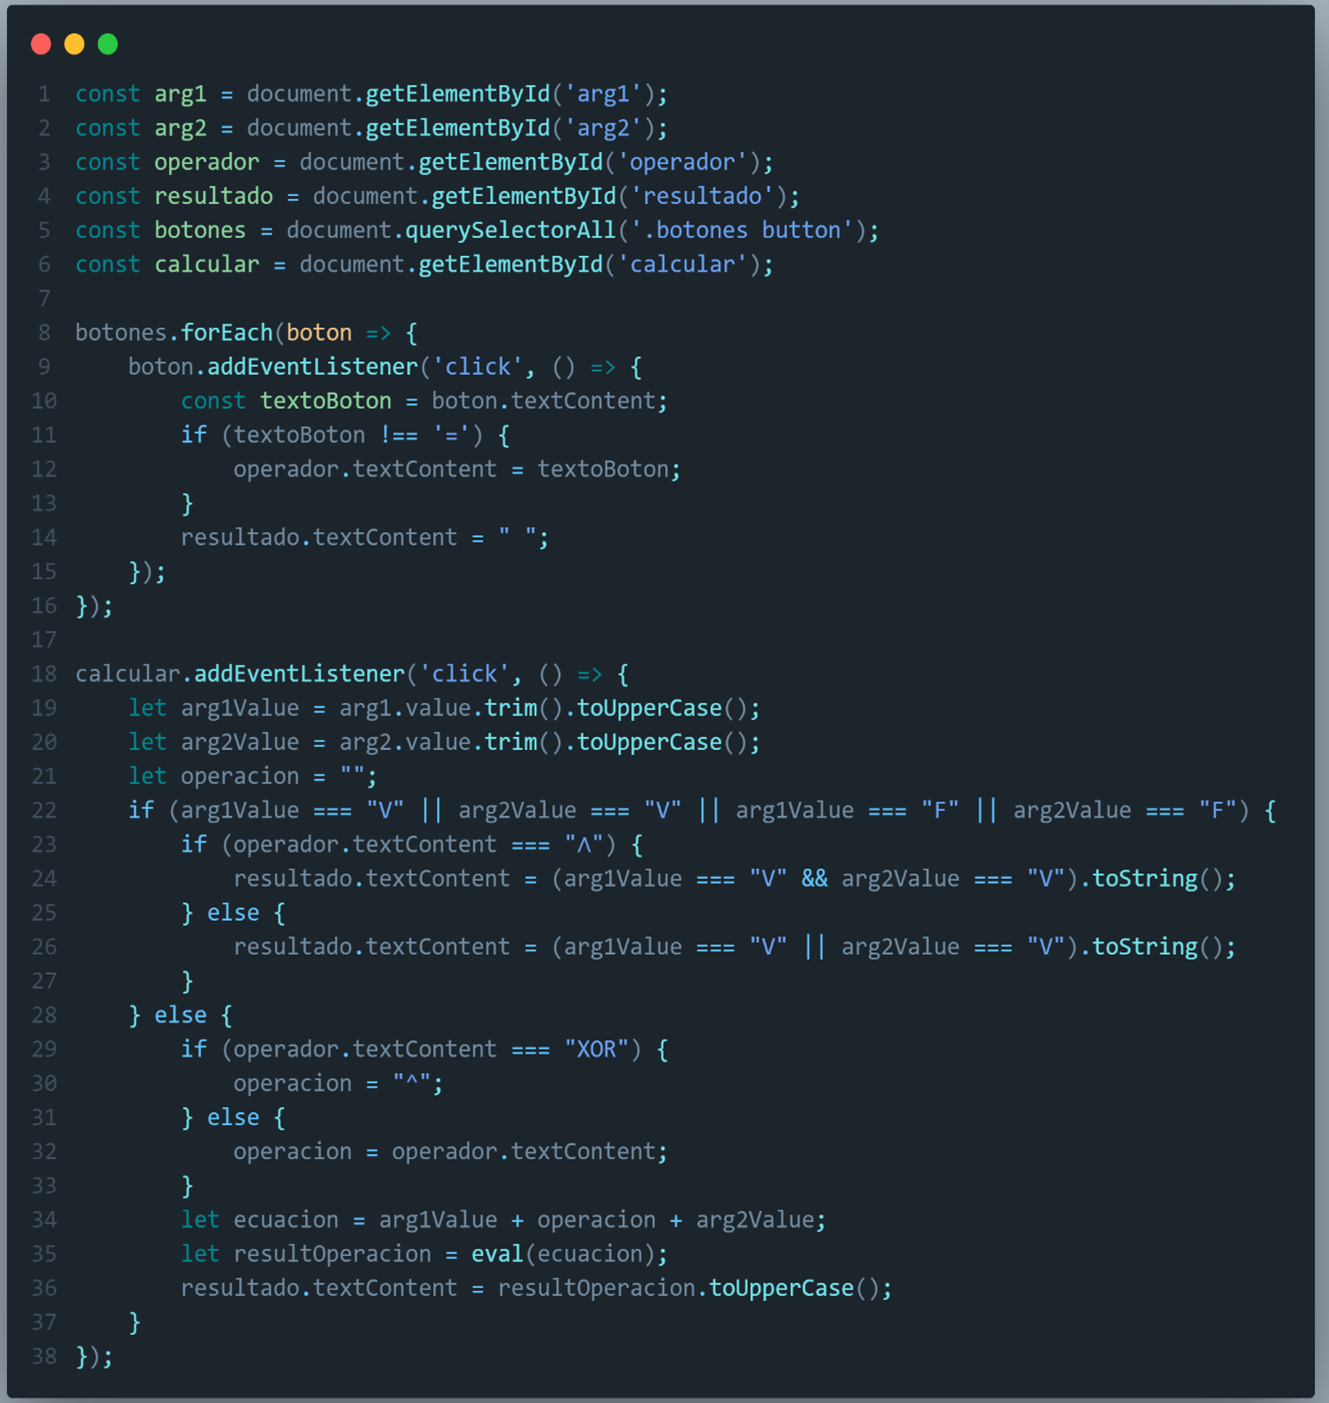 1 const arg1 = document.getElementById('arg1');
2 const arg2 = document.getElementById('arg2');
3 const operador = document.getElementById('operador');
4 const resultado = document.getElementById('resultado');
5 const botones = document.querySelectorAll('.botones button');
6 const calcular = document.getElementById('calcular');
7
8 botones.forEach(boton => {
9     boton.addEventListener('click', () => {
10         const textoBoton = boton.textContent;
11         if (textoBoton !== '=') {
12             operador.textContent = textoBoton;
13         }
14         resultado.textContent = " ";
15     });
16 });
17
18 calcular.addEventListener('click', () => {
19     let arg1Value = arg1.value.trim().toUpperCase();
20     let arg2Value = arg2.value.trim().toUpperCase();
21     let operacion = "";
22     if (arg1Value === "V" || arg2Value === "V" || arg1Value === "F" || arg2Value === "F") {
23         if (operador.textContent === "∧") {
24             resultado.textContent = (arg1Value === "V" && arg2Value === "V").toString();
25         } else {
26             resultado.textContent = (arg1Value === "V" || arg2Value === "V").toString();
27         }
28     } else {
29         if (operador.textContent === "XOR") {
30             operacion = "^";
31         } else {
32             operacion = operador.textContent;
33         }
34         let ecuacion = arg1Value + operacion + arg2Value;
35         let resultOperacion = eval(ecuacion);
36         resultado.textContent = resultOperacion.toUpperCase();
37     }
38 });